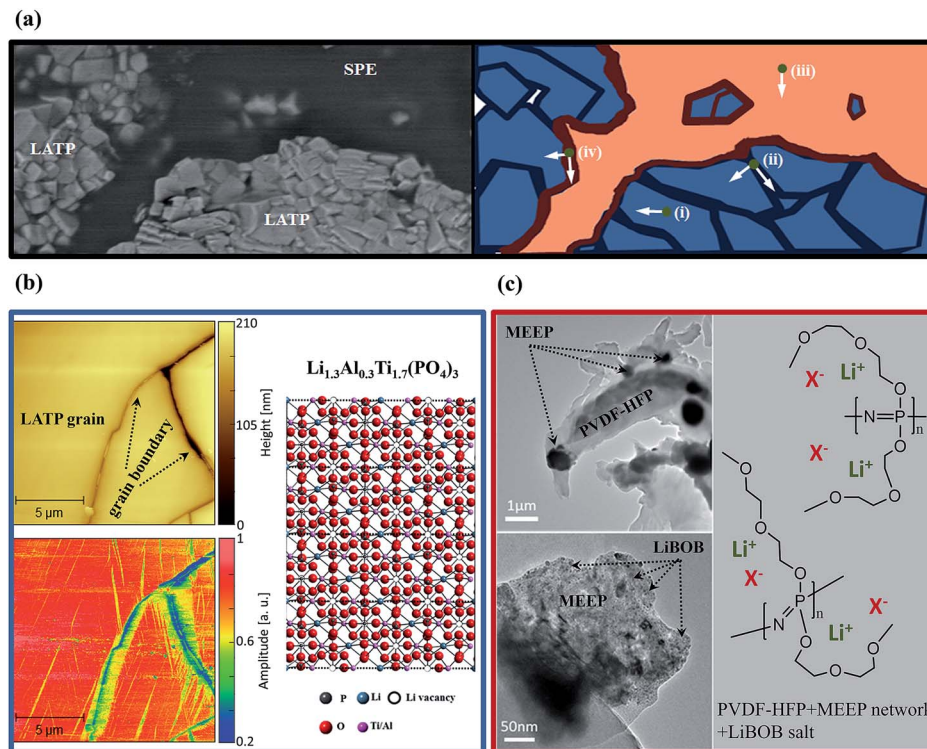 (a)
SPE
LATP
LATP
(iii)
(iv)
(ii)
(i)
(b)
LATP grain
grain boundary
5 µm
210
105
0
Height [nm]
5 µm
1
0.6
0.2
Amplitude [a. u.]
Li1.3Al0.3Ti1.7(PO4)3
P Li Li vacancy
O Ti/Al
(c)
MEEP
PVDF-HFP
1µm
LiBOB
MEEP
50nm
O
O
X-
Li+
O
N=P
n
X-
O
Li+
O
O
O
Li+
X-
O
P
N
n
O
X-
Li+
O
O
PVDF-HFP+MEEP network
+LiBOB salt